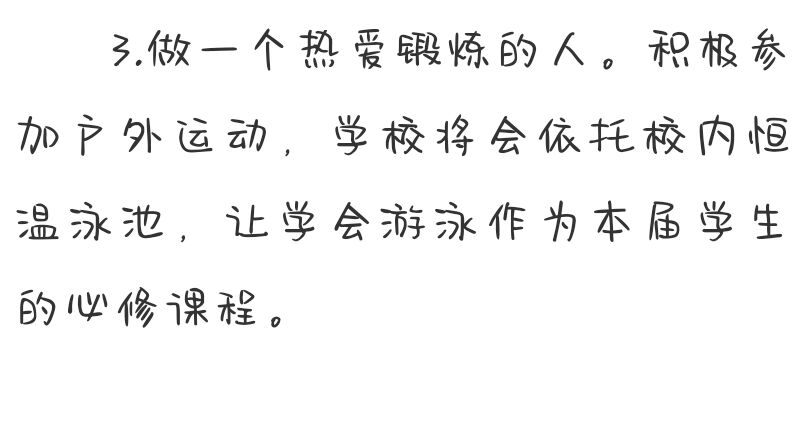 3.做一个热爱锻炼的人。积极参
加户外运动，学校将会依托校内恒
温泳池，让学会游泳作为本届学生
的必修课程。